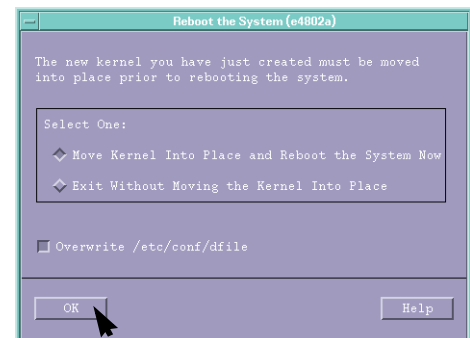 Reboot the System (e4802a)
The new kernel you have just created must be moved
into place prior to rebooting the system.
Select One:
Move Kernel Into Place and Reboot the System Now
Exit Without Moving the Kernel Into Place
Overwrite /etc/conf/dfile
OK
Help